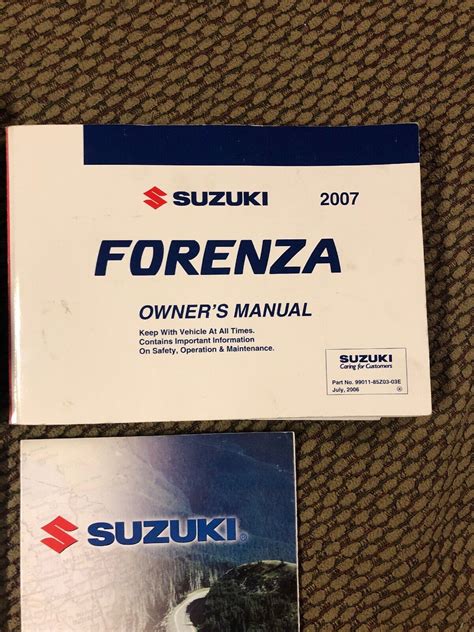 SUZUKI 2007
FORENZA
OWNER'S MANUAL
Keep With Vehicle At All Times.
Contains Important Information
On Safety, Operation & Maintenance.
SUZUKI
Caring for Customers
Part No. 99011-85Z03-03E
July, 2006
SUZUKI®